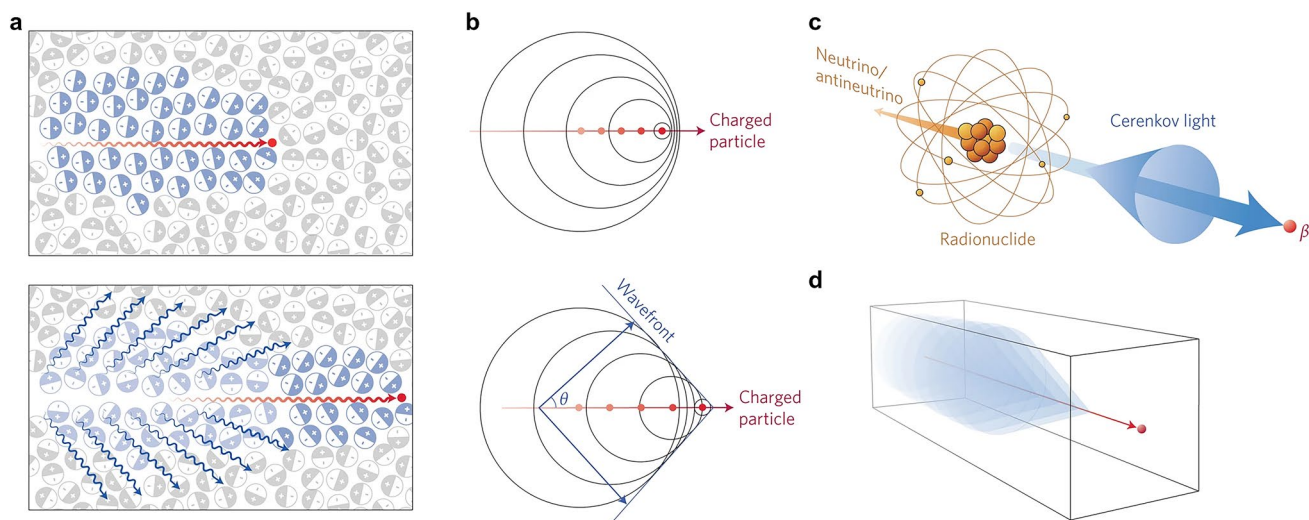 a
b
Charged
particle
Wavefront
θ
Charged
particle
c
Neutrino/
antineutrino
Cerenkov light
Radionuclide
β
d